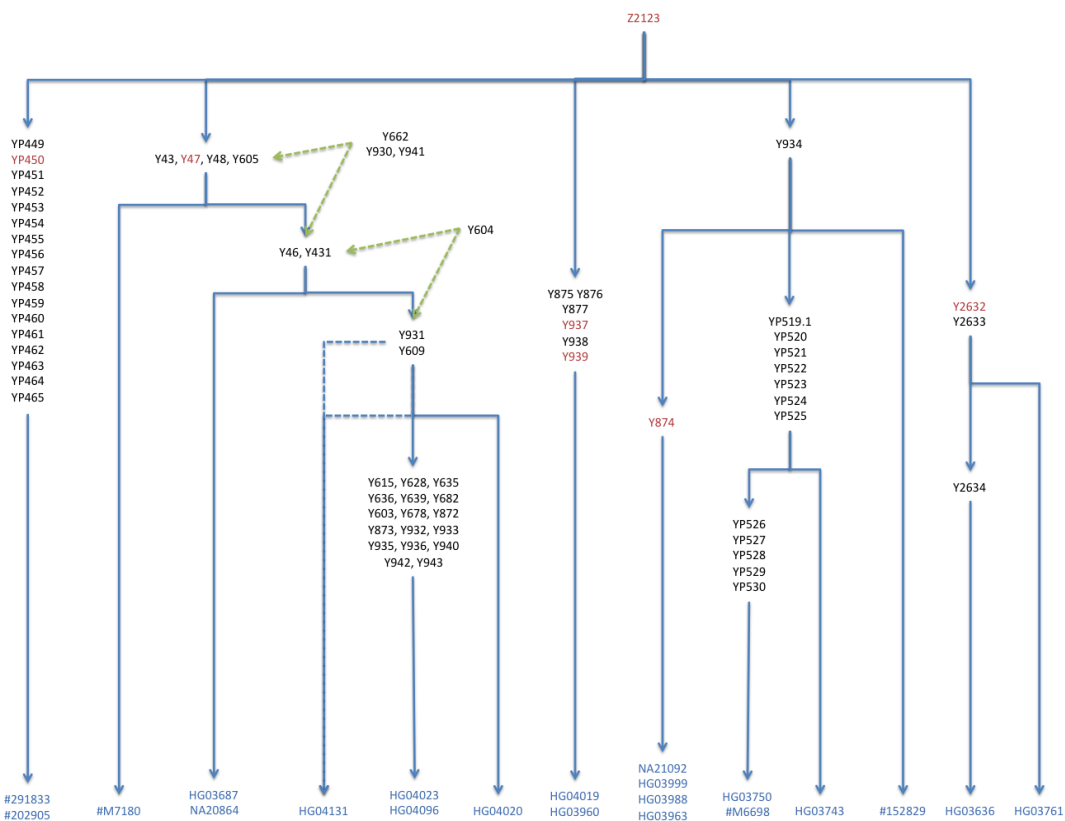 Z2123
YP449
YP450
YP451
YP452
YP453
YP454
YP455
YP456
YP457
YP458
YP459
YP460
YP461
YP462
YP463
YP464
YP465
Y43, Y47, Y48, Y605
Y662
Y930, Y941
Y46, Y431
Y604
Y931
Y609
Y615, Y628, Y635
Y636, Y639, Y682
Y603, Y678, Y872
Y873, Y932, Y933
Y935, Y936, Y940
Y942, Y943
Y875 Y876
Y877
Y937
Y938
Y939
Y934
Y874
YP519.1
YP520
YP521
YP522
YP523
YP524
YP525
YP526
YP527
YP528
YP529
YP530
Y2632
Y2633
Y2634
#291833
#202905
#M7180
HG03687
NA20864
HG04131
HG04023
HG04096
HG04020
HG04019
HG03960
NA21092
HG03999
HG03988
HG03963
HG03750
#M6698
HG03743
#152829
HG03636
HG03761